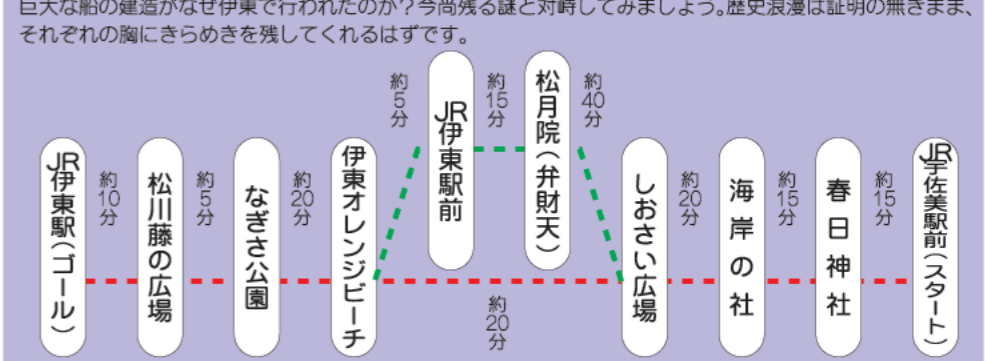 巨大な船の建造がなぜ伊東で行われたのか？今尚残る謎と対峙してみましょう。歴史浪漫は証明の無きまま、
それぞれの胸にきらめきを残してくれるはずです。
JR宇佐美駅前（スタート）
約15分
春日神社
約15分
海岸の社
約20分
しおさい広場
約40分
松月院（弁財天）
約15分
JR伊東駅前
約5分
約20分
伊東オレンジビーチ
約20分
なぎさ公園
約5分
松川藤の広場
約10分
JR伊東駅（ゴール）